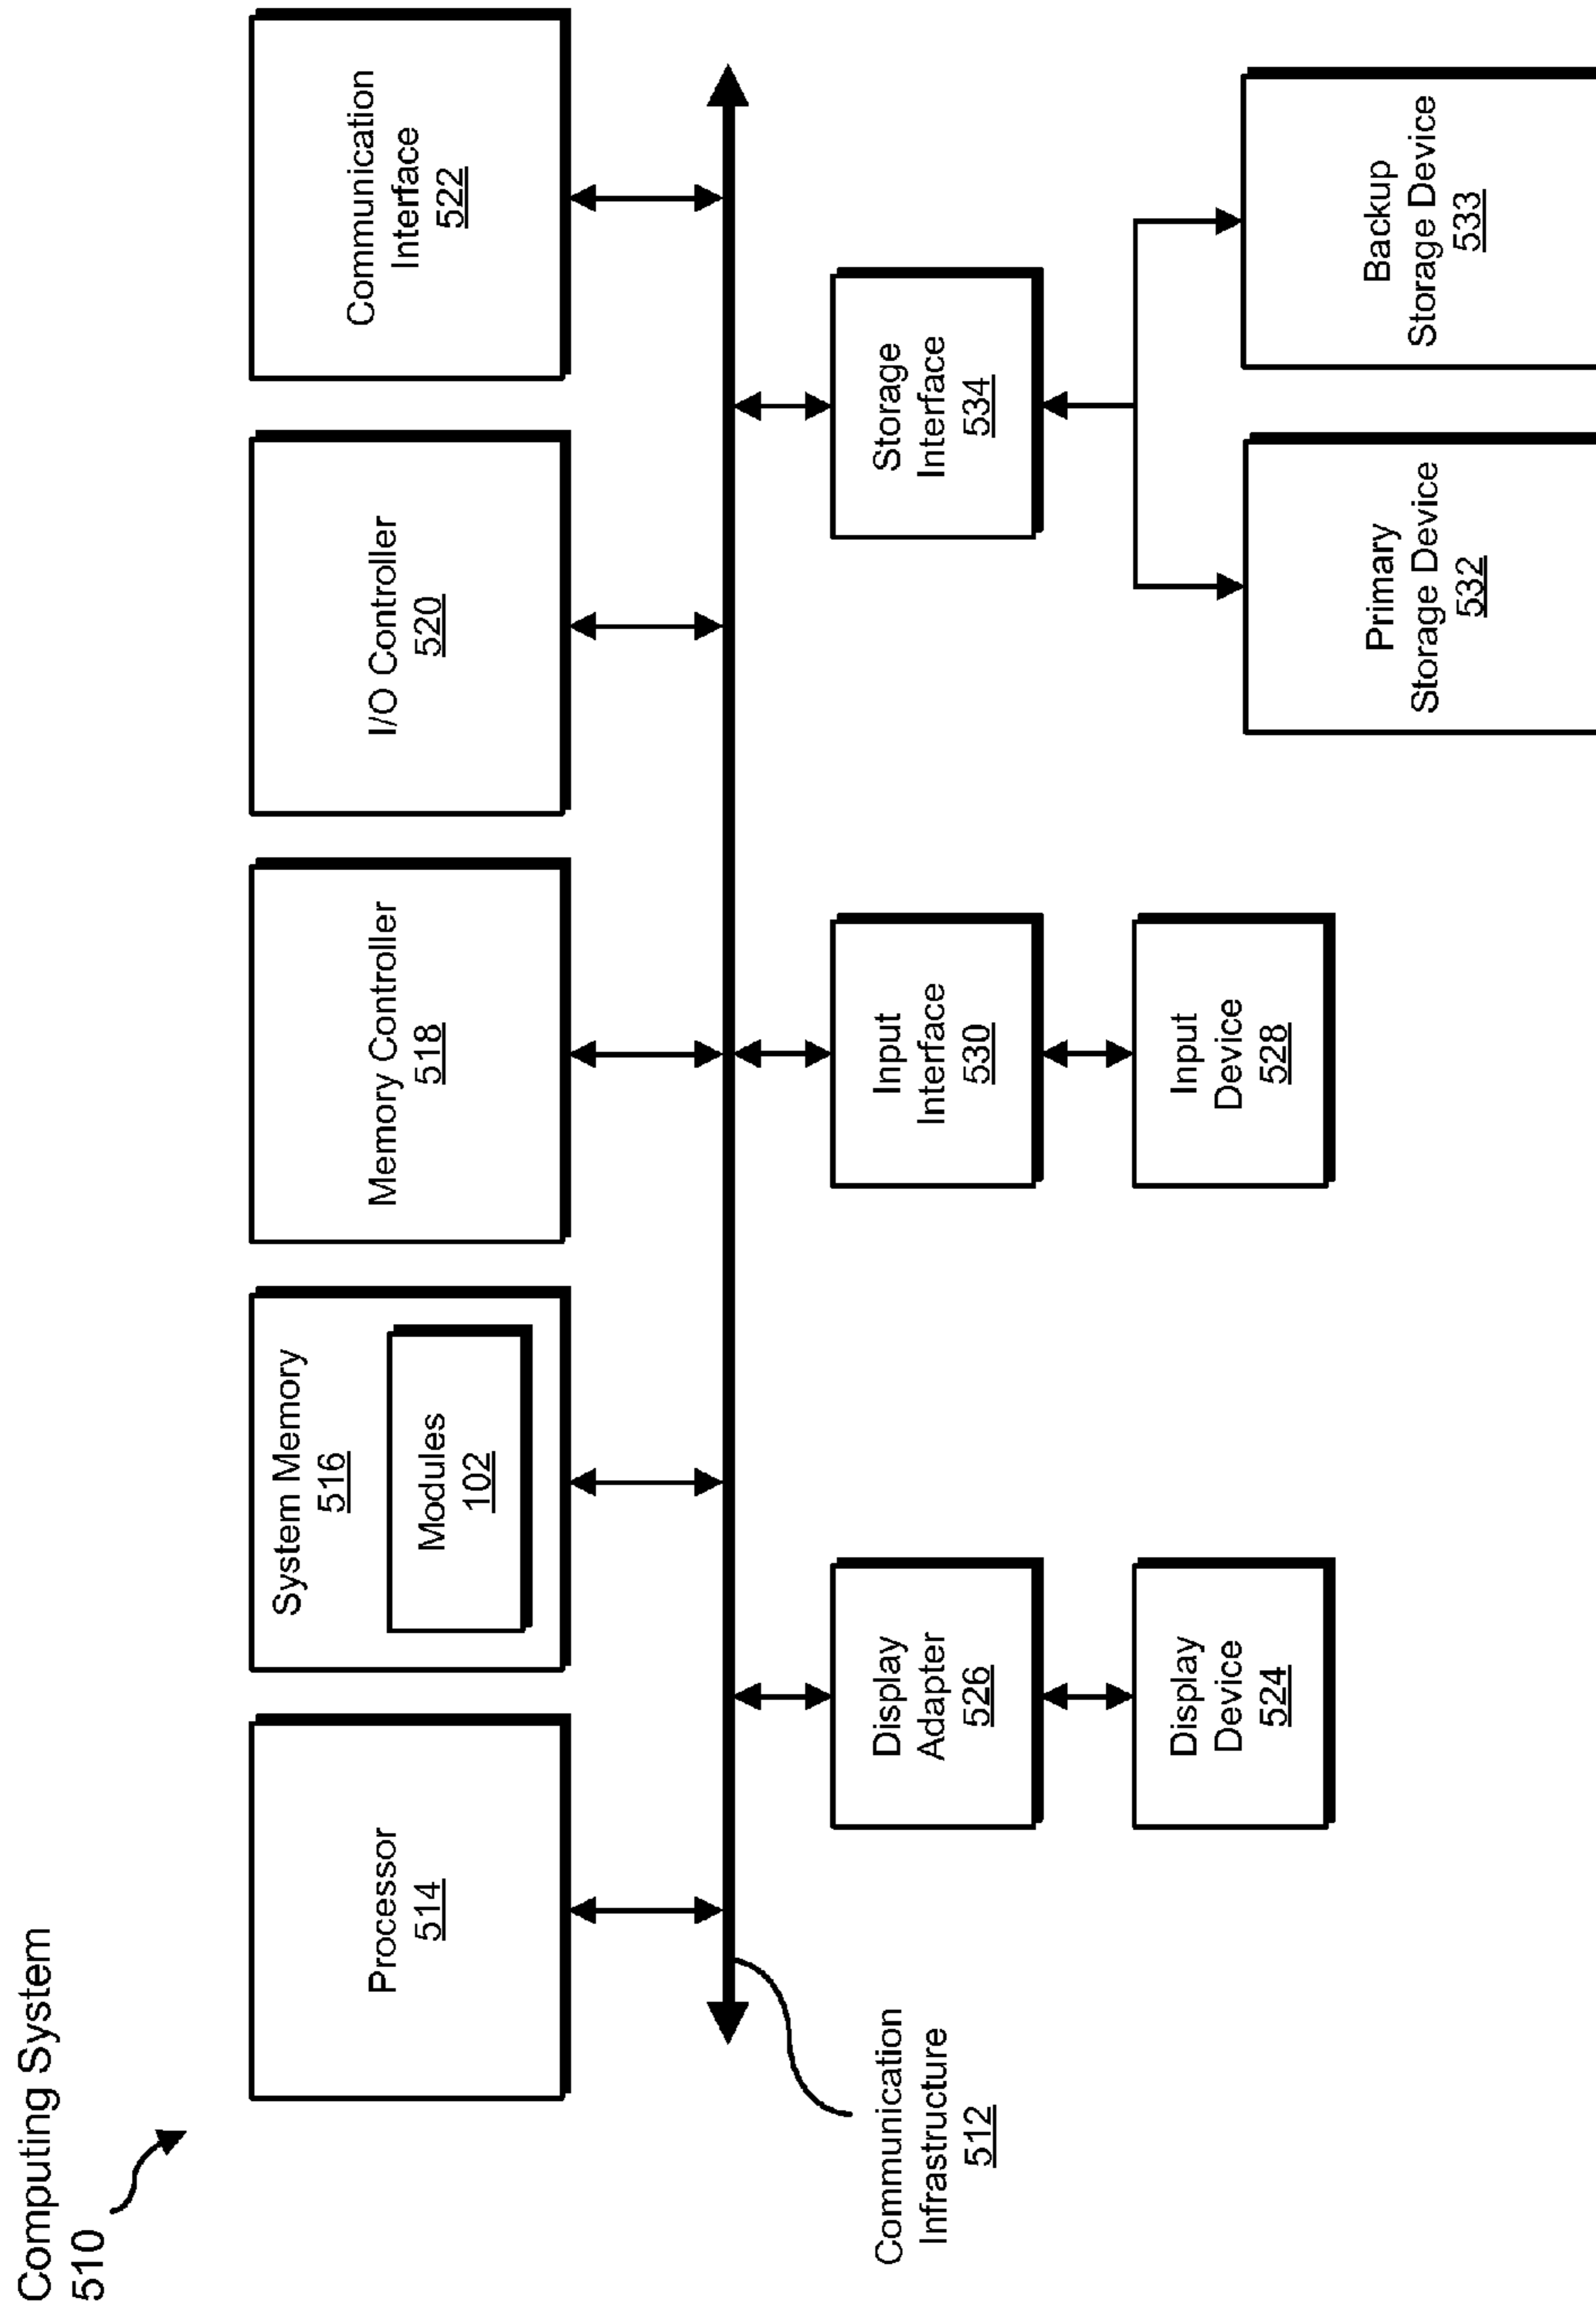 Computing System
510
Processor
514
System Memory
516
Modules
102
Memory Controller
518
I/O Controller
520
Communication
Interface
522
Communication
Infrastructure
512
Display
Adapter
526
Input
Interface
530
Storage
Interface
534
Display
Device
524
Input
Device
528
Primary
Storage Device
532
Backup
Storage Device
533